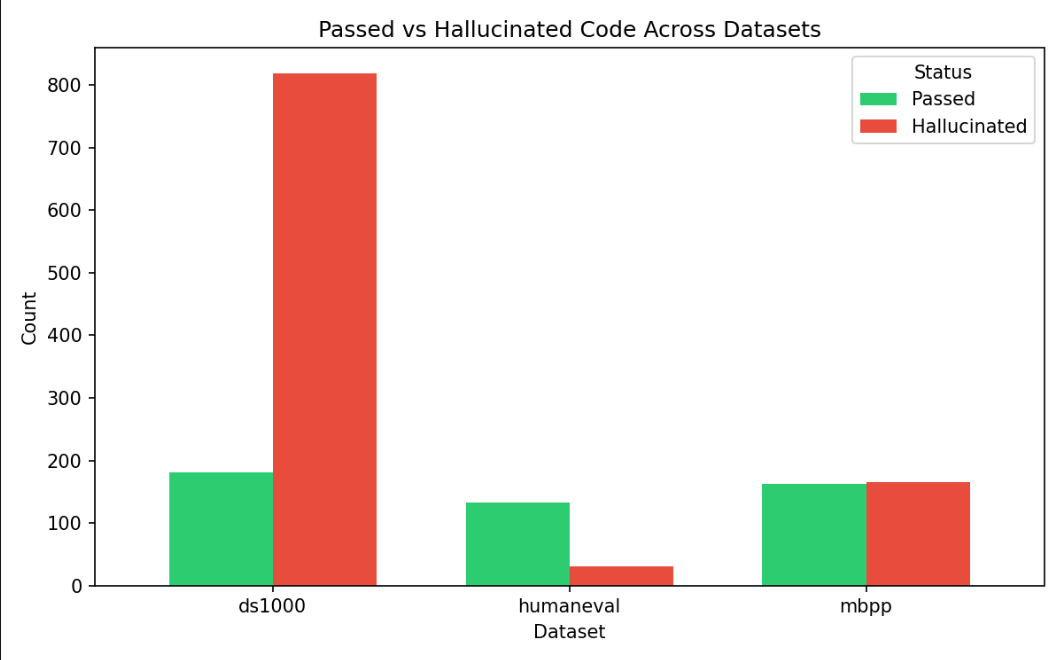 Passed vs Hallucinated Code Across Datasets
Status
Passed
Hallucinated
Count
800
700
600
500
400
300
200
100
0
ds1000 humaneval mbpp
Dataset